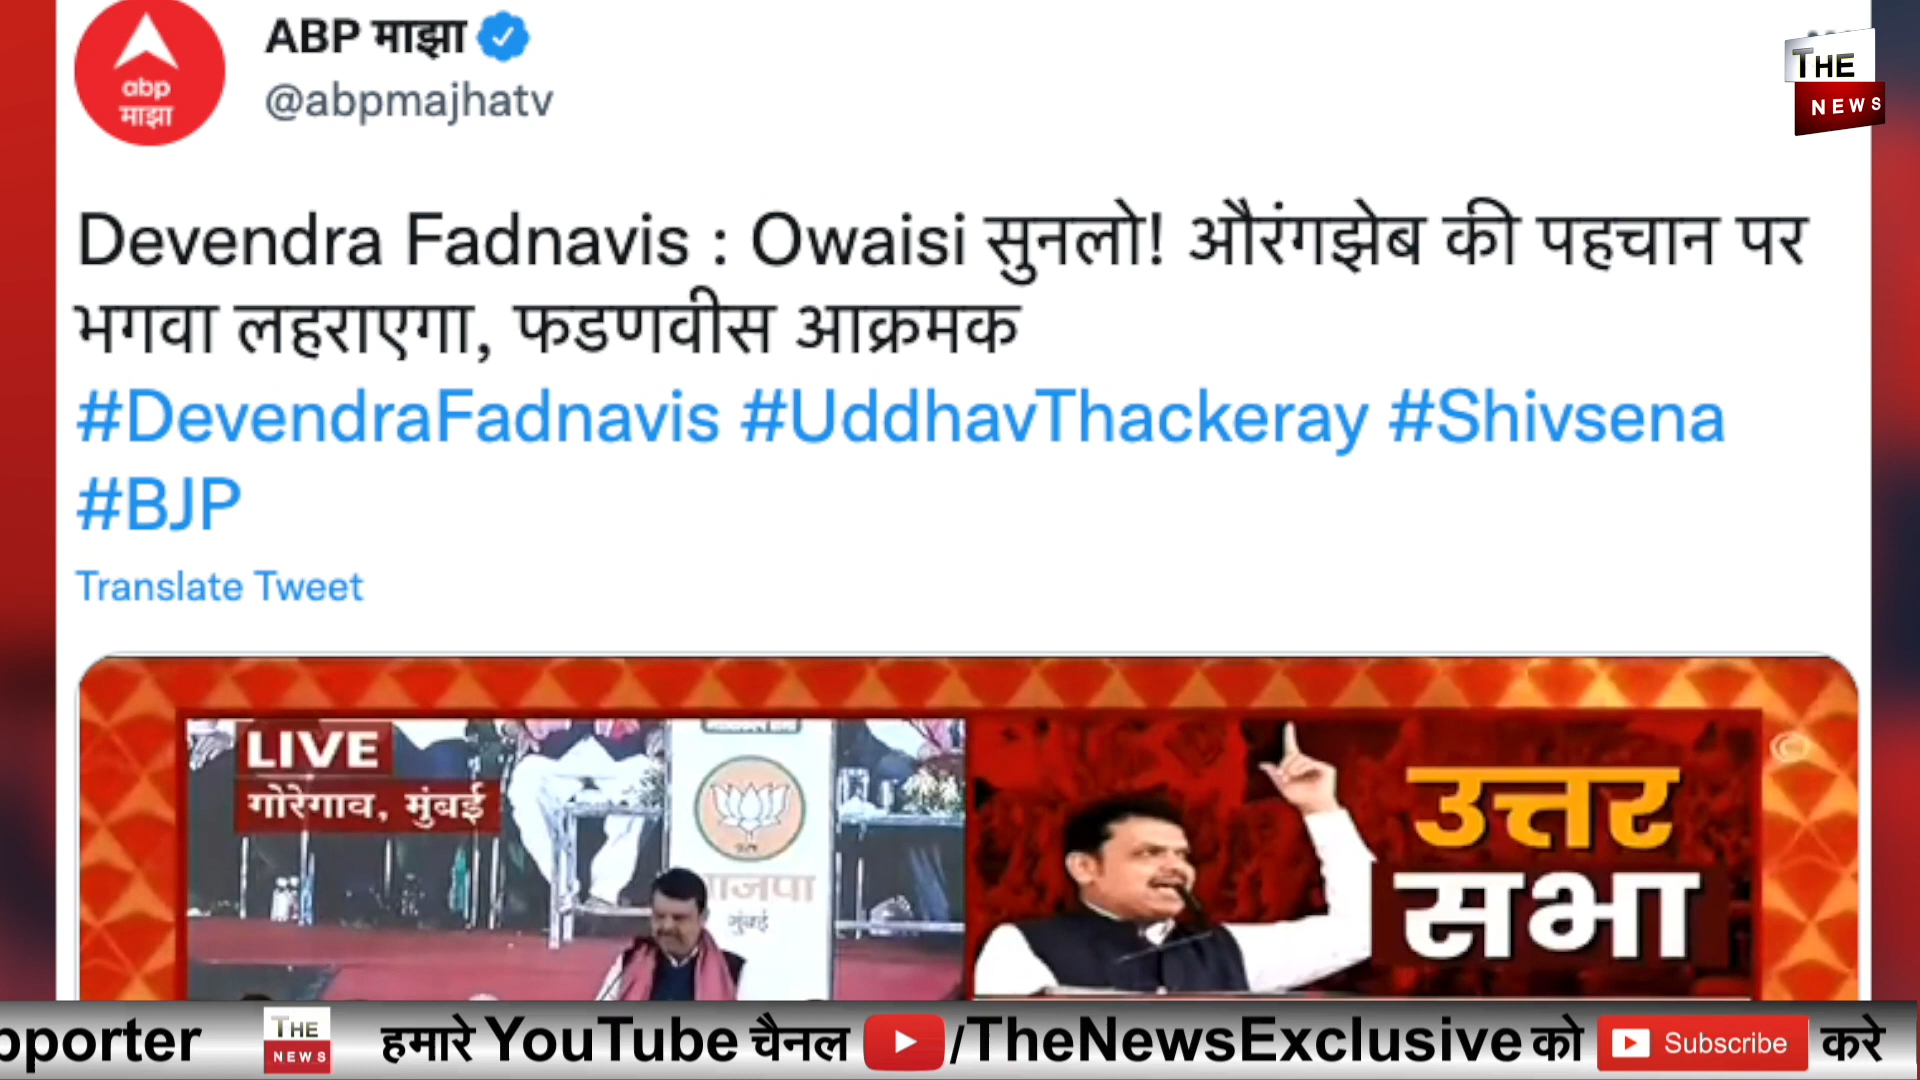 ABP माझा
@abpmajhatv
abp
माझा
THE
NEWS
Devendra Fadnavis : Owaisi सुनलो! औरंगझेब की पहचान पर
भगवा लहराएगा, फडणवीस आक्रमक
#DevendraFadnavis #UddhavThackeray #Shivsena
#BJP
Translate Tweet
LIVE
गोरेगाव, मुंबई
मुंबई
उत्तर
सभा
THE
NEWS
हमारे YouTube चैनल /TheNewsExclusive को Subscribe करे